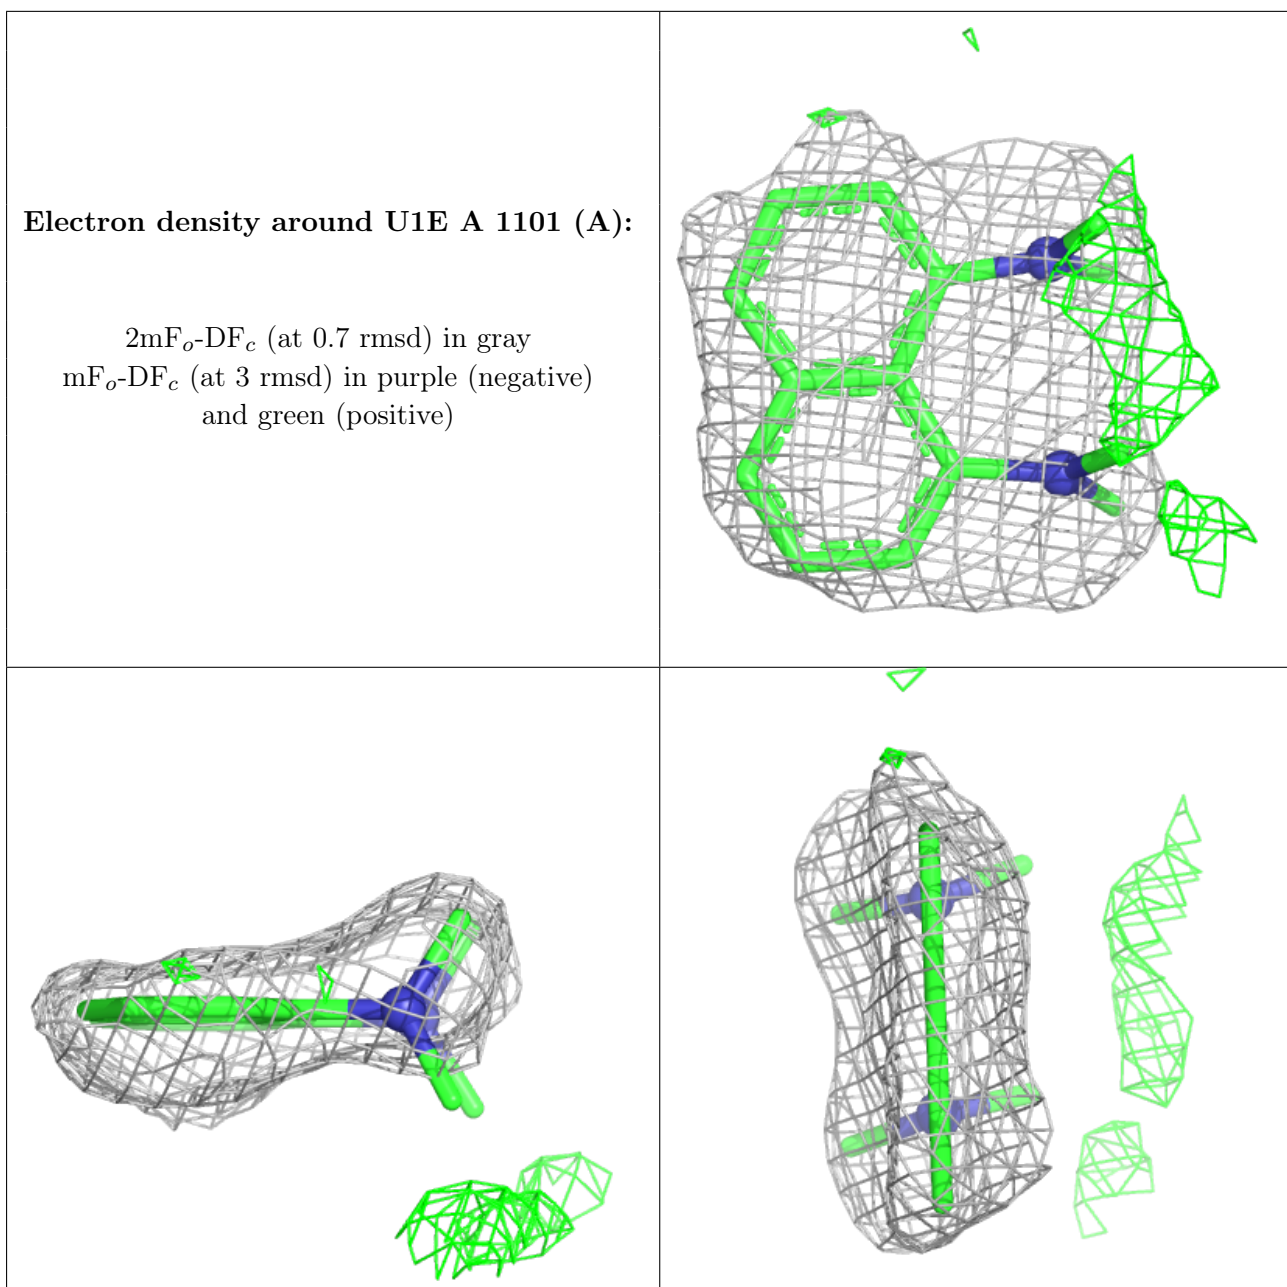 Electron density around U1E A 1101 (A):
2mFo-DFc (at 0.7 rmsd) in gray
mFo-DFc (at 3 rmsd) in purple (negative)
and green (positive)